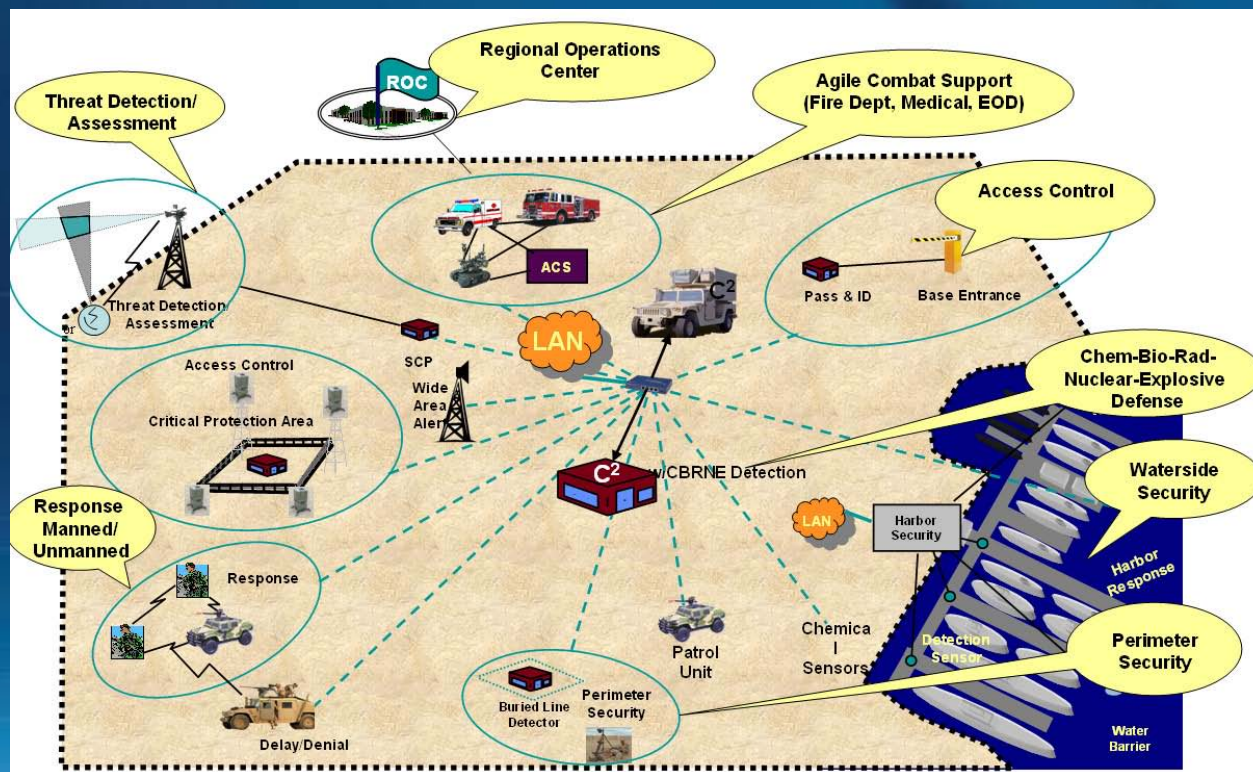 Regional Operations
Center
ROC
Agile Combat Support
(Fire Dept, Medical, EOD)
Threat Detection/
Assessment
Access Control
ACS
C²
Pass & ID
Base Entrance
or
Threat Detection/
Assessment
SCP
LAN
Wide
Area
Alert
Access Control
Critical Protection Area
Chem-Bio-Rad-
Nuclear-Explosive
Defense
C²
w/CBRNE Detection
Waterside
Security
LAN
Harbor
Security
Harbor
Response
Response
Manned/
Unmanned
Response
Patrol
Unit
Chemica
l
Sensors
Detection
Sensor
Perimeter
Security
Buried Line
Detector
Perimeter
Security
Delay/Denial
Water
Barrier